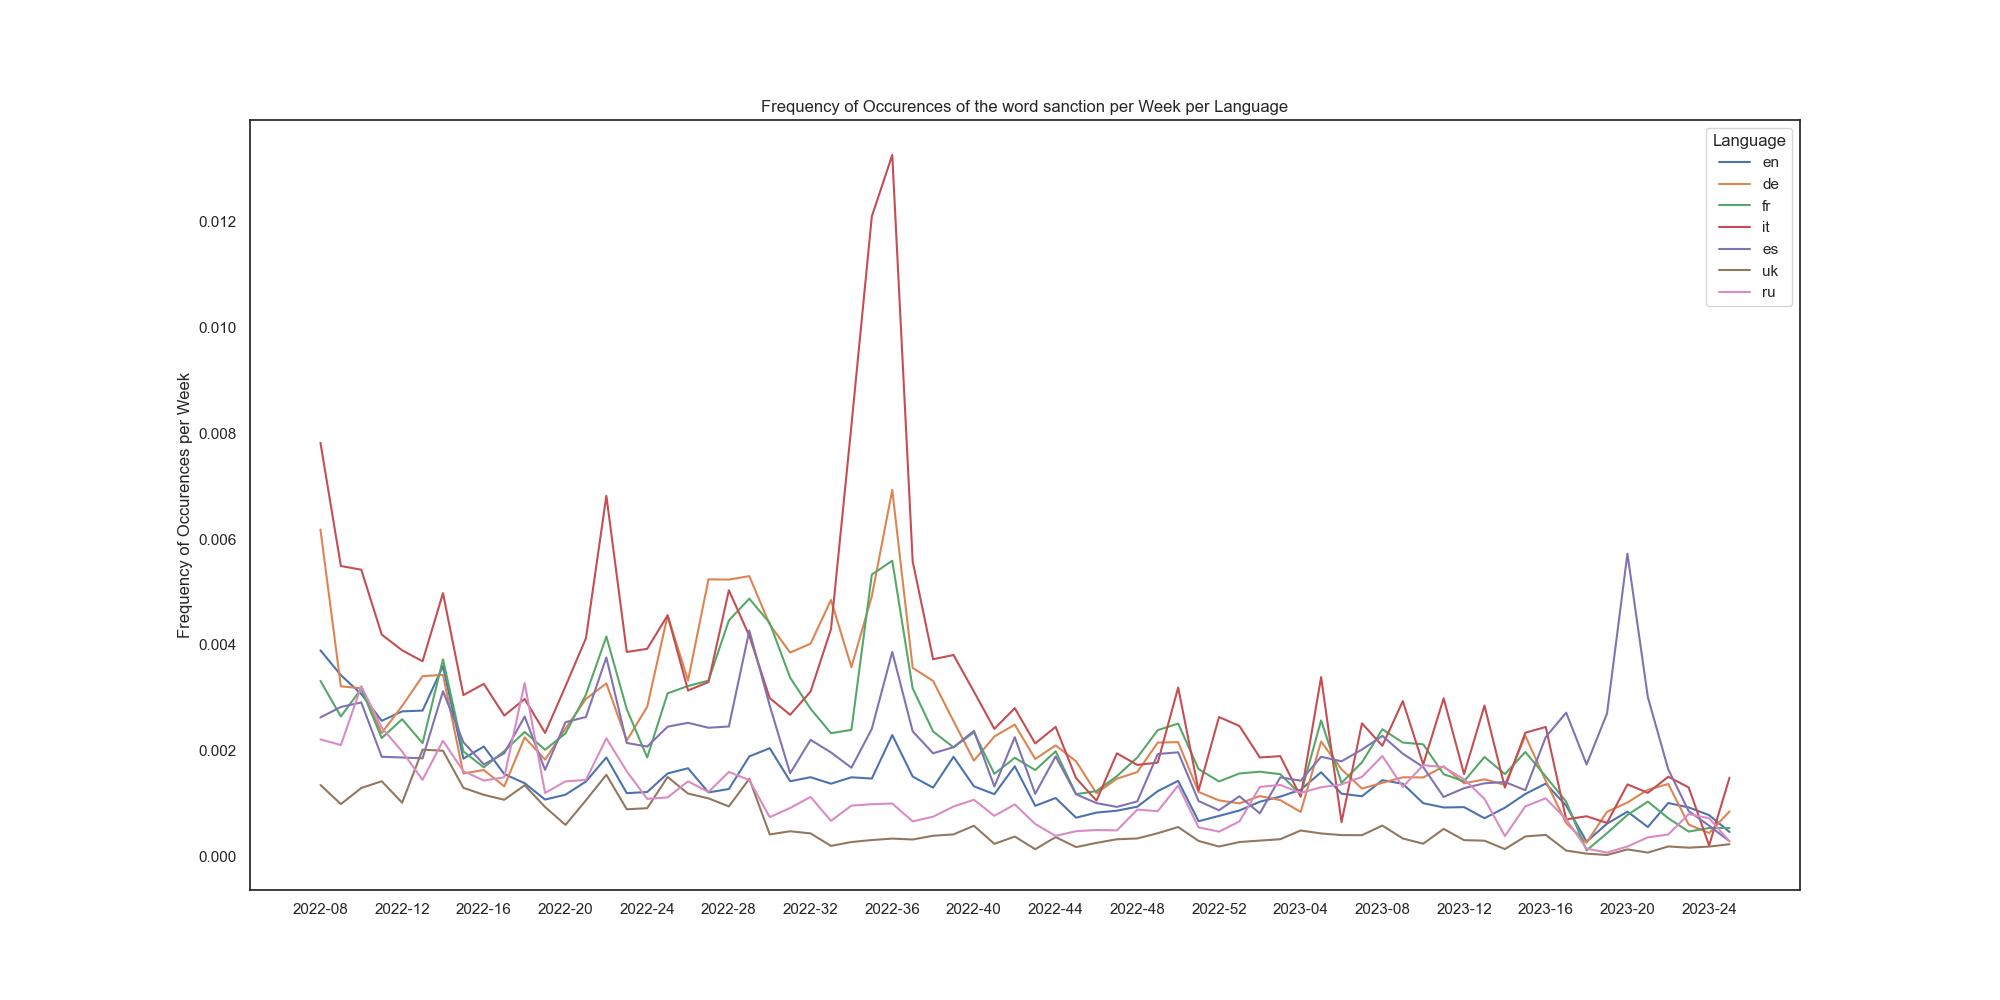 Frequency of Occurences of the word sanction per Week per Language
Language
en
de
fr
it
es
uk
ru
Frequency of Occurences per Week
0.012
0.010
0.008
0.006
0.004
0.002
0.000
2022-08 2022-12 2022-16 2022-20 2022-24 2022-28 2022-32 2022-36 2022-40 2022-44 2022-48 2022-52 2023-04 2023-08 2023-12 2023-16 2023-20 2023-24